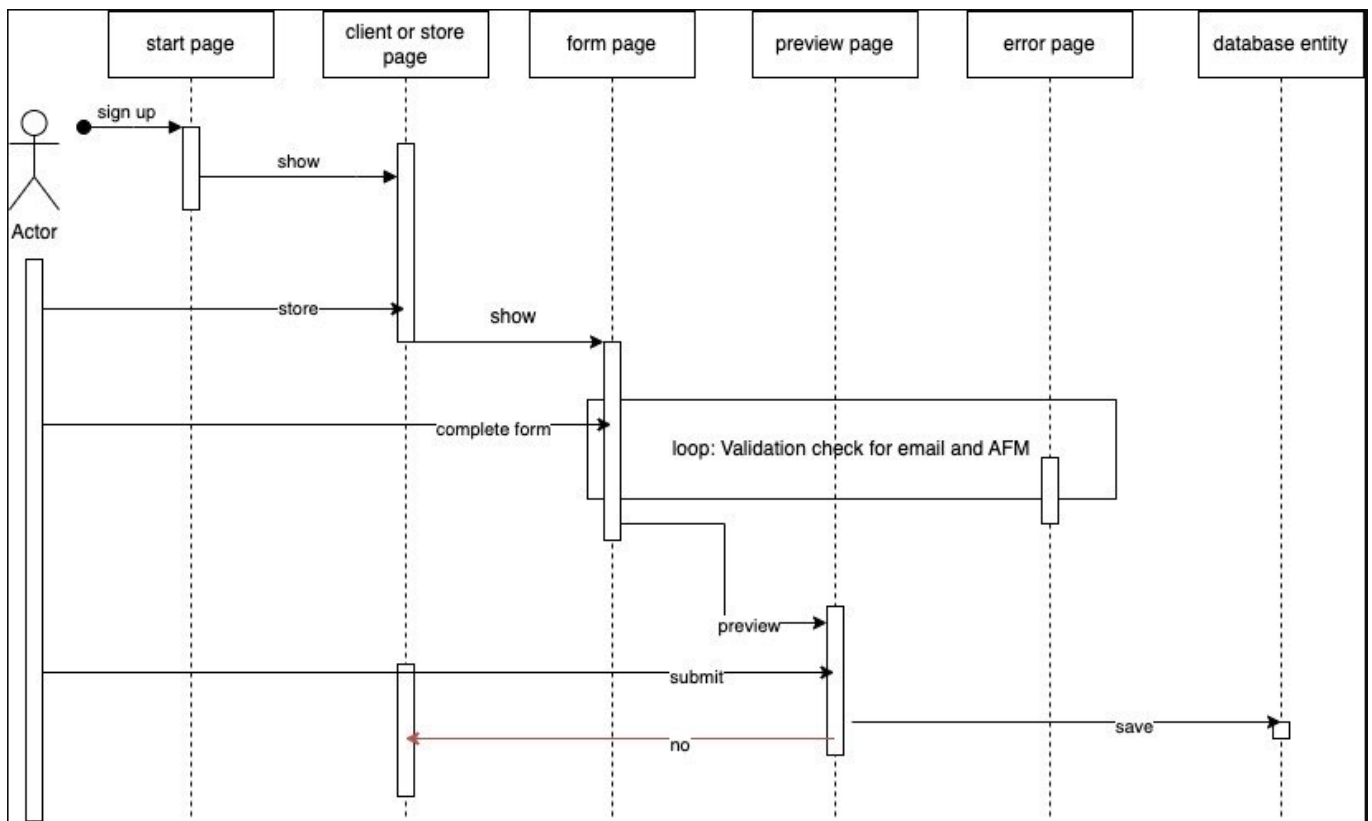 start page
client or store
page
form page
preview page
error page
database entity
sign up
show
Actor
store
show
complete form
loop: Validation check for email and AFM
preview
submit
save
no